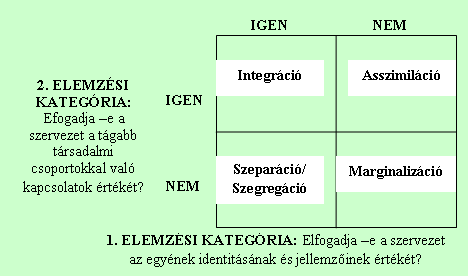 IGEN NEM
2. ELEMZÉSI
KATEGÓRIA:
Efogadja –e a
szervezet a tágabb
társadalmi
csoportokkal való
kapcsolatok értékét?
IGEN
Integráció
Asszimiláció
NEM
Szeparáció/
Szegregáció
Marginalizáció
1. ELEMZÉSI KATEGÓRIA: Elfogadja –e a szervezet
az egyének identitásának és jellemzőinek értékét?